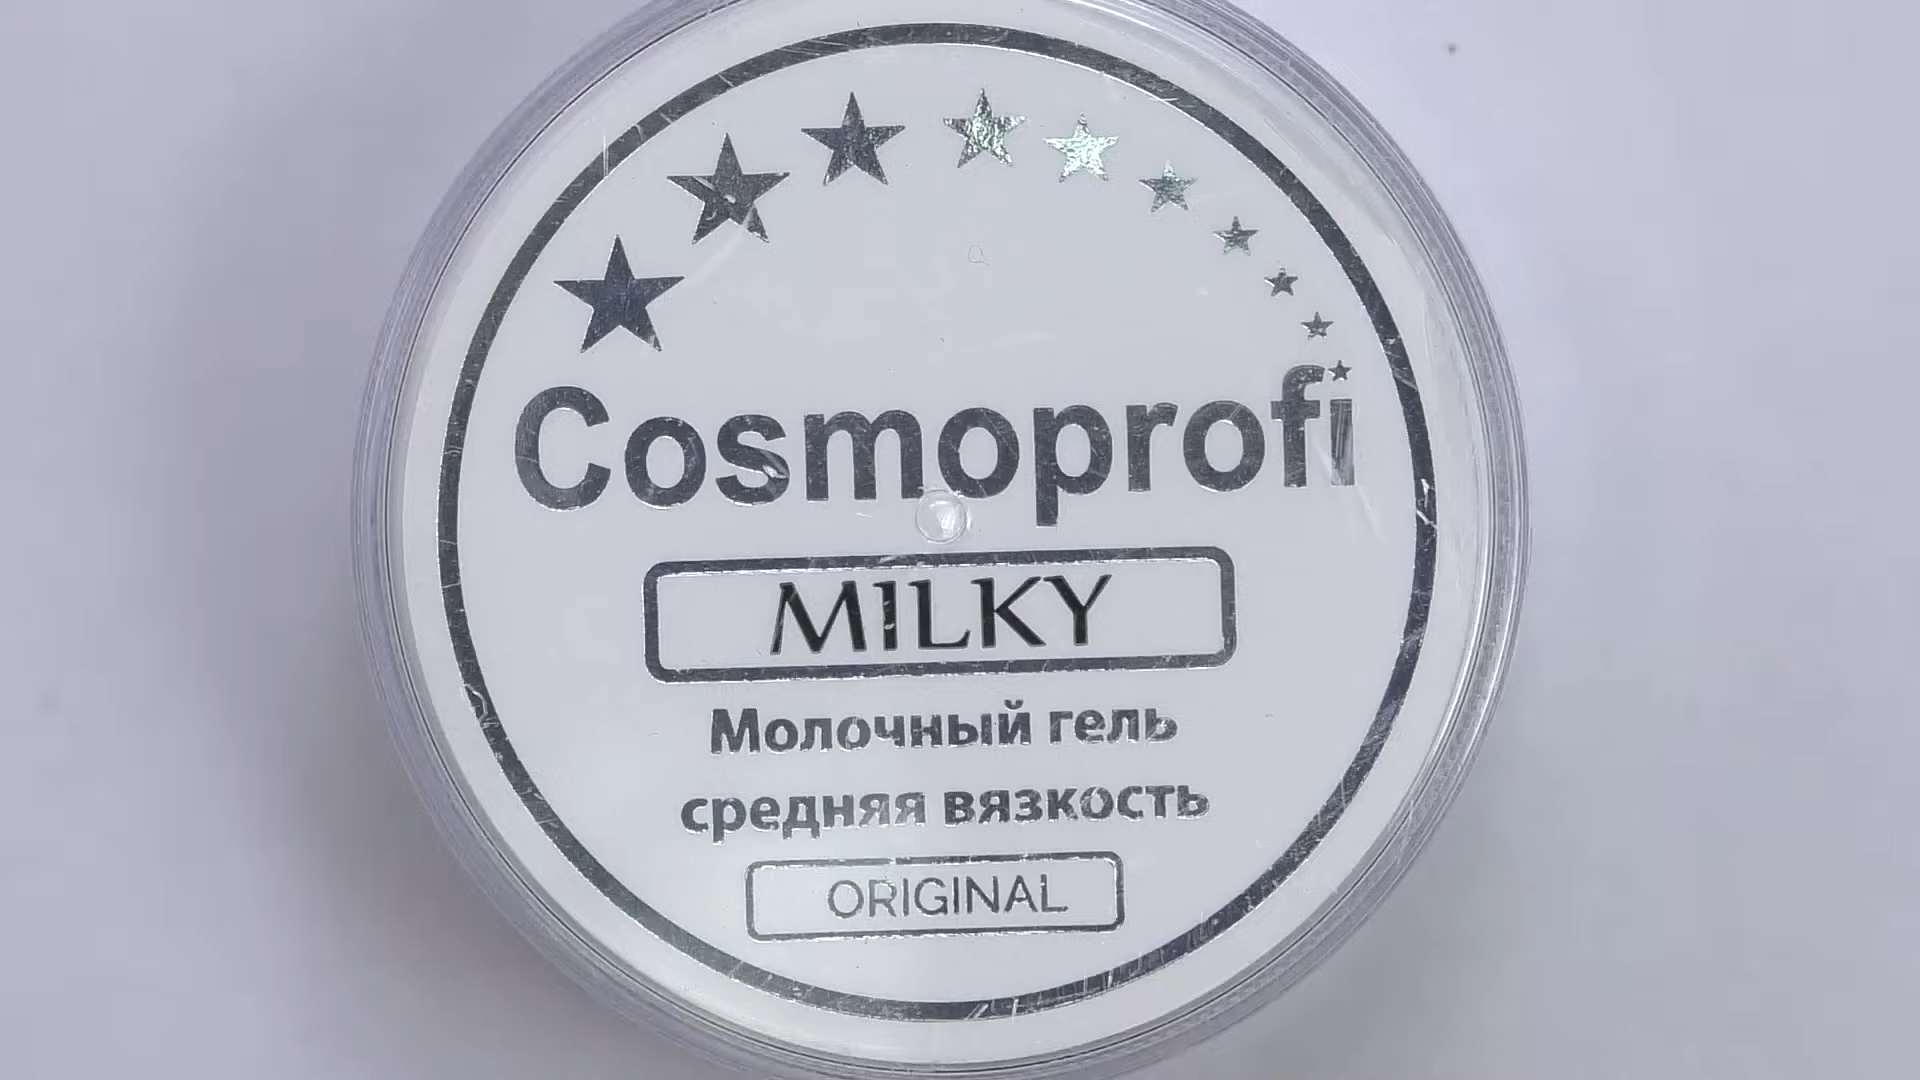 Cosmoprofi
MILKY
Молочный гель
средняя вязкость
ORIGINAL